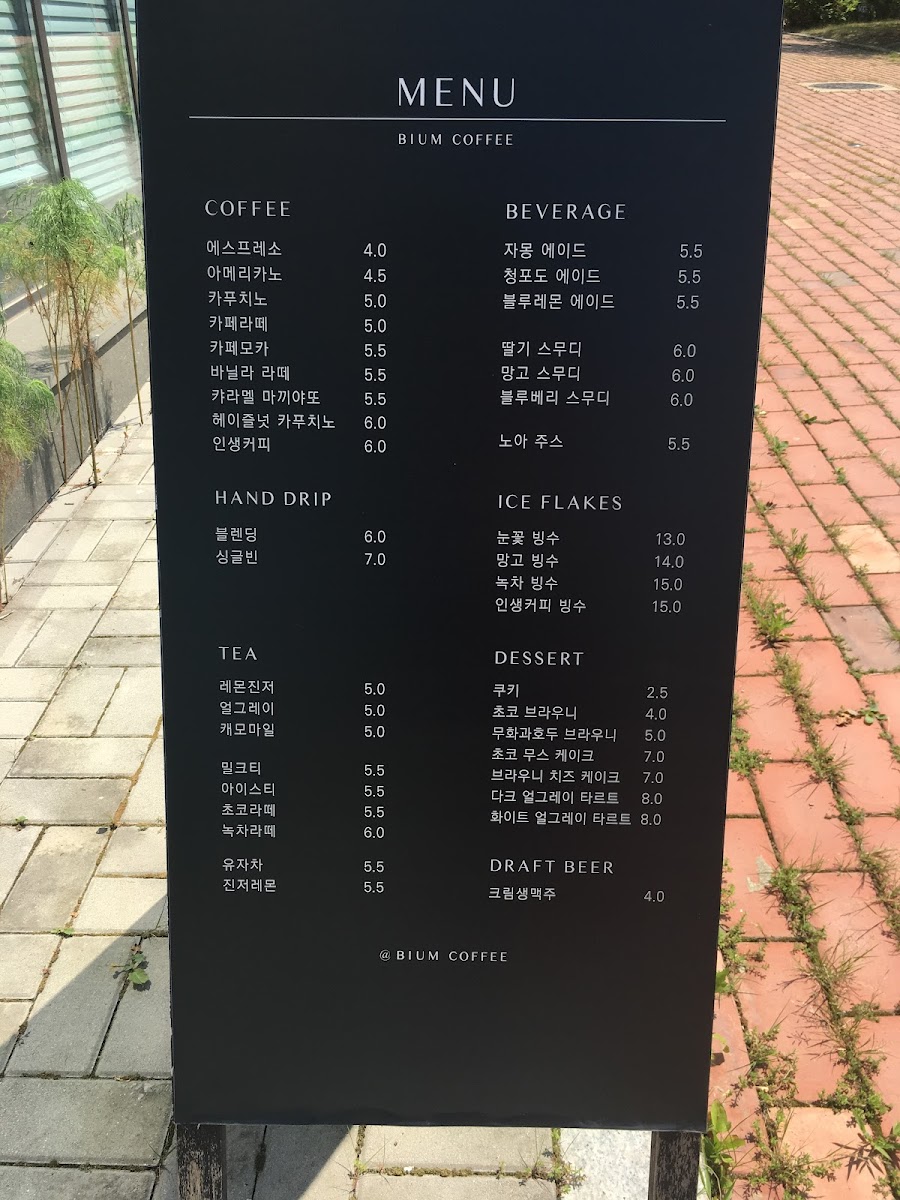 MENU
BIUM COFFEE
COFFEE
에스프레소 4.0
아메리카노 4.5
카푸치노 5.0
카페라떼 5.0
카페모카 5.5
바닐라 라떼 5.5
캬라멜 마끼야또 5.5
헤이즐넛 카푸치노 6.0
인생커피 6.0
HAND DRIP
블렌딩 6.0
싱글빈 7.0
TEA
레몬진저 5.0
얼그레이 5.0
캐모마일 5.0
밀크티 5.5
아이스티 5.5
초코라떼 5.5
녹차라떼 6.0
유자차 5.5
진저레몬 5.5
BEVERAGE
자몽 에이드 5.5
청포도 에이드 5.5
블루레몬 에이드 5.5
딸기 스무디 6.0
망고 스무디 6.0
블루베리 스무디 6.0
노아 주스 5.5
ICE FLAKES
눈꽃 빙수 13.0
망고 빙수 14.0
녹차 빙수 15.0
인생커피 빙수 15.0
DESSERT
쿠키 2.5
초코 브라우니 4.0
무화과호두 브라우니 5.0
초코 무스 케이크 7.0
브라우니 치즈 케이크 7.0
다크 얼그레이 타르트 8.0
화이트 얼그레이 타르트 8.0
DRAFT BEER
크림생맥주 4.0
@BIUM COFFEE